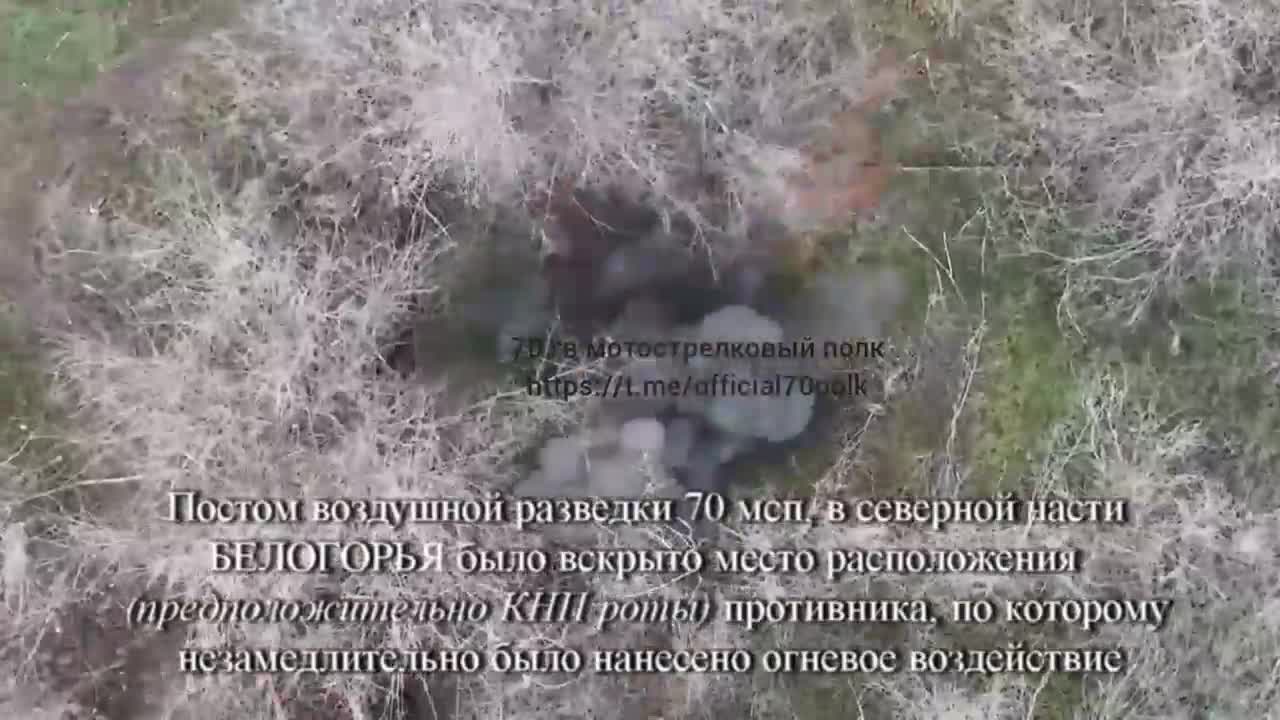 70 гв мотострелковый полк
https://t.me/official70polk
Постом воздушной разведки 70 мсп, в северной части
БЕЛОГОРЬЯ было вскрыто место расположения
(предположительно КНП роты) противника, по которому
незамедлительно было нанесено огневое воздействие